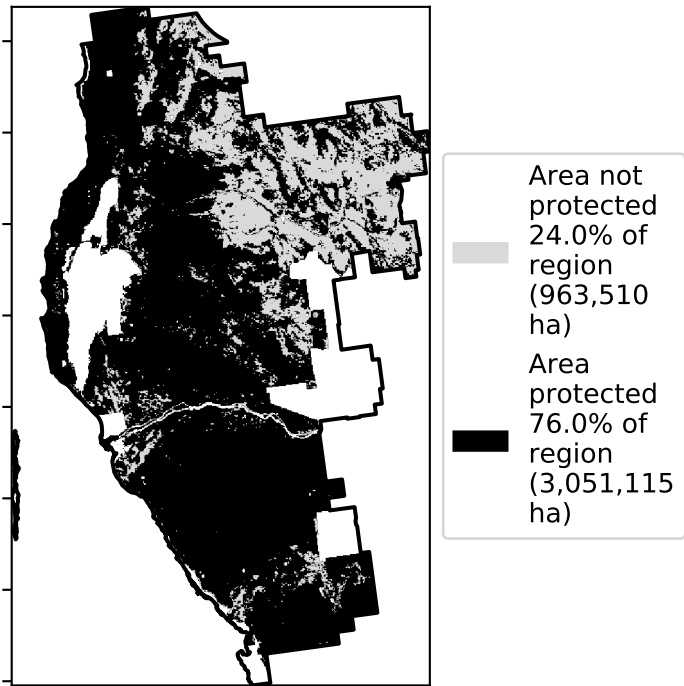 Area not
protected
24.0% of
region
(963,510
ha)
Area
protected
76.0% of
region
(3,051,115
ha)